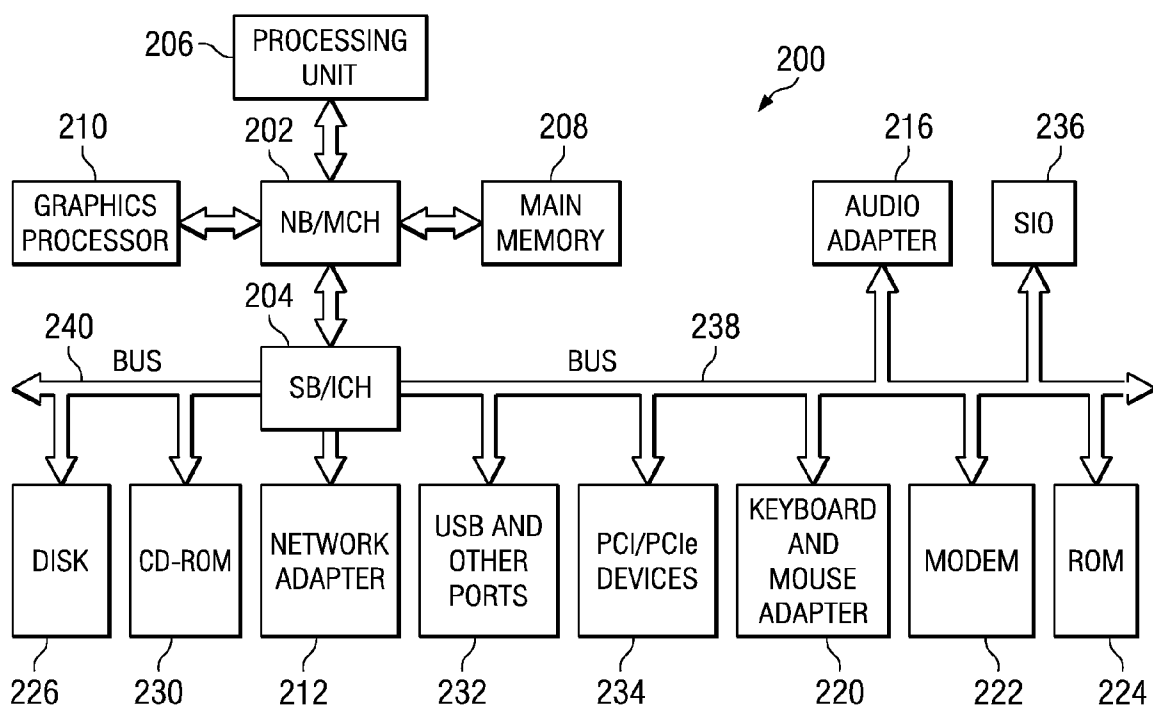 206
PROCESSING
UNIT
200
210
202
208
216
236
GRAPHICS
PROCESSOR
NB/MCH
MAIN
MEMORY
AUDIO
ADAPTER
SIO
204
240
238
BUS
SB/ICH
BUS
DISK
CD-ROM
NETWORK
ADAPTER
USB AND
OTHER
PORTS
PCI/PCIe
DEVICES
KEYBOARD
AND
MOUSE
ADAPTER
MODEM
ROM
226
230
212
232
234
220
222
224